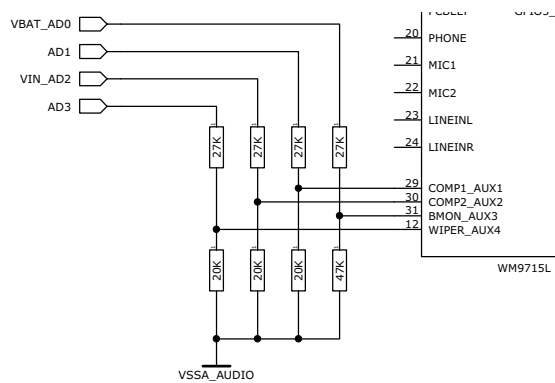 VBAT_AD0
AD1
VIN_AD2
AD3
20 PHONE
21 MIC1
22 MIC2
23 LINEINL
24 LINEINR
27K 27K 27K 27K
29 COMP1_AUX1
30 COMP2_AUX2
31 BMON_AUX3
12 WIPER_AUX4
20K 20K 20K 47K
WM9715L
VSSA_AUDIO